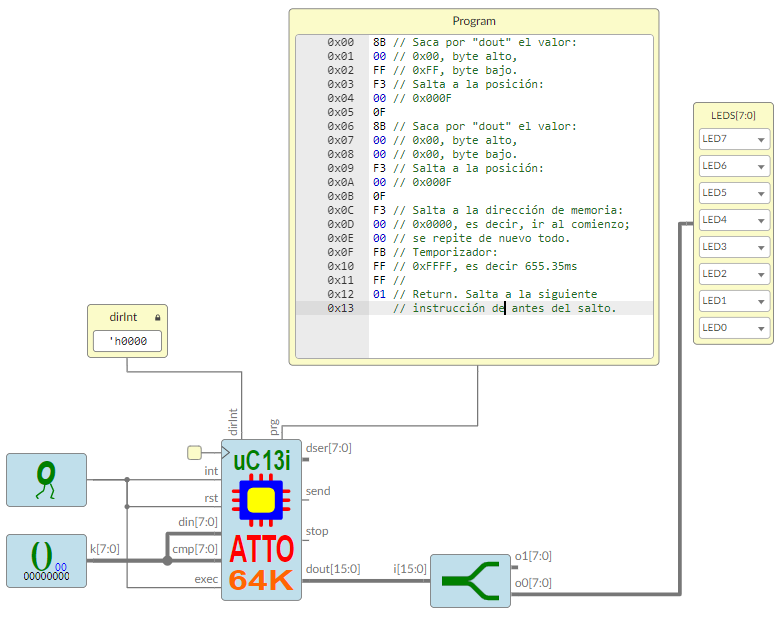 Program
0x00 8B // Saca por "dout" el valor:
0x01 00 // 0x00, byte alto,
0x02 FF // 0xFF, byte bajo.
0x03 F3 // Salta a la posición:
0x04 00 // 0x000F
0x05 0F
0x06 8B // Saca por "dout" el valor:
0x07 00 // 0x00, byte alto,
0x08 00 // 0x00, byte bajo.
0x09 F3 // Salta a la posición:
0x0A 00 // 0x000F
0x0B 0F
0x0C F3 // Salta a la dirección de memoria:
0x0D 00 // 0x0000, es decir, ir al comienzo;
0x0E 00 // se repite de nuevo todo.
0x0F FB // Temporizador:
0x10 FF // 0xFFFF, es decir 655.35ms
0x11 FF //
0x12 01 // Return. Salta a la siguiente
0x13 // instrucción de antes del salto.
LEDS[7:0]
LED7
LED6
LED5
LED4
LED3
LED2
LED1
LED0
dirInt
'h0000
dirInt
prg
uC13i
ATTO
64K
int
rst
din[7:0]
cmp[7:0]
exec
dser[7:0]
send
stop
dout[15:0]
0
()
00
00000000
k[7:0]
i[15:0]
o1[7:0]
o0[7:0]